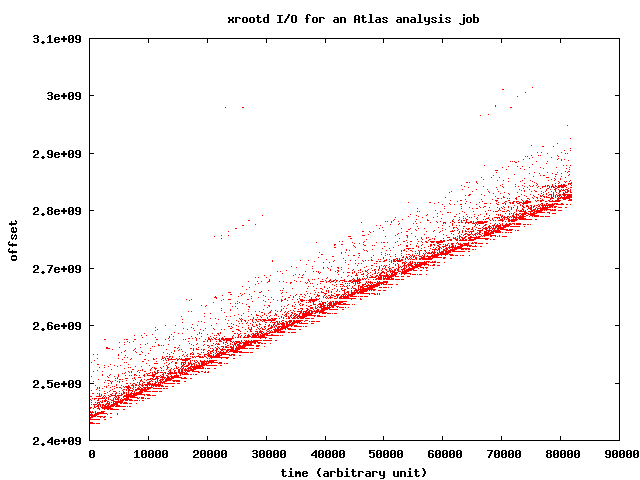 xrootd I/O for an Atlas analysis job
3.1e+09
3e+09
2.9e+09
2.8e+09
2.7e+09
2.6e+09
2.5e+09
2.4e+09
offset
0 10000 20000 30000 40000 50000 60000 70000 80000 90000
time (arbitrary unit)